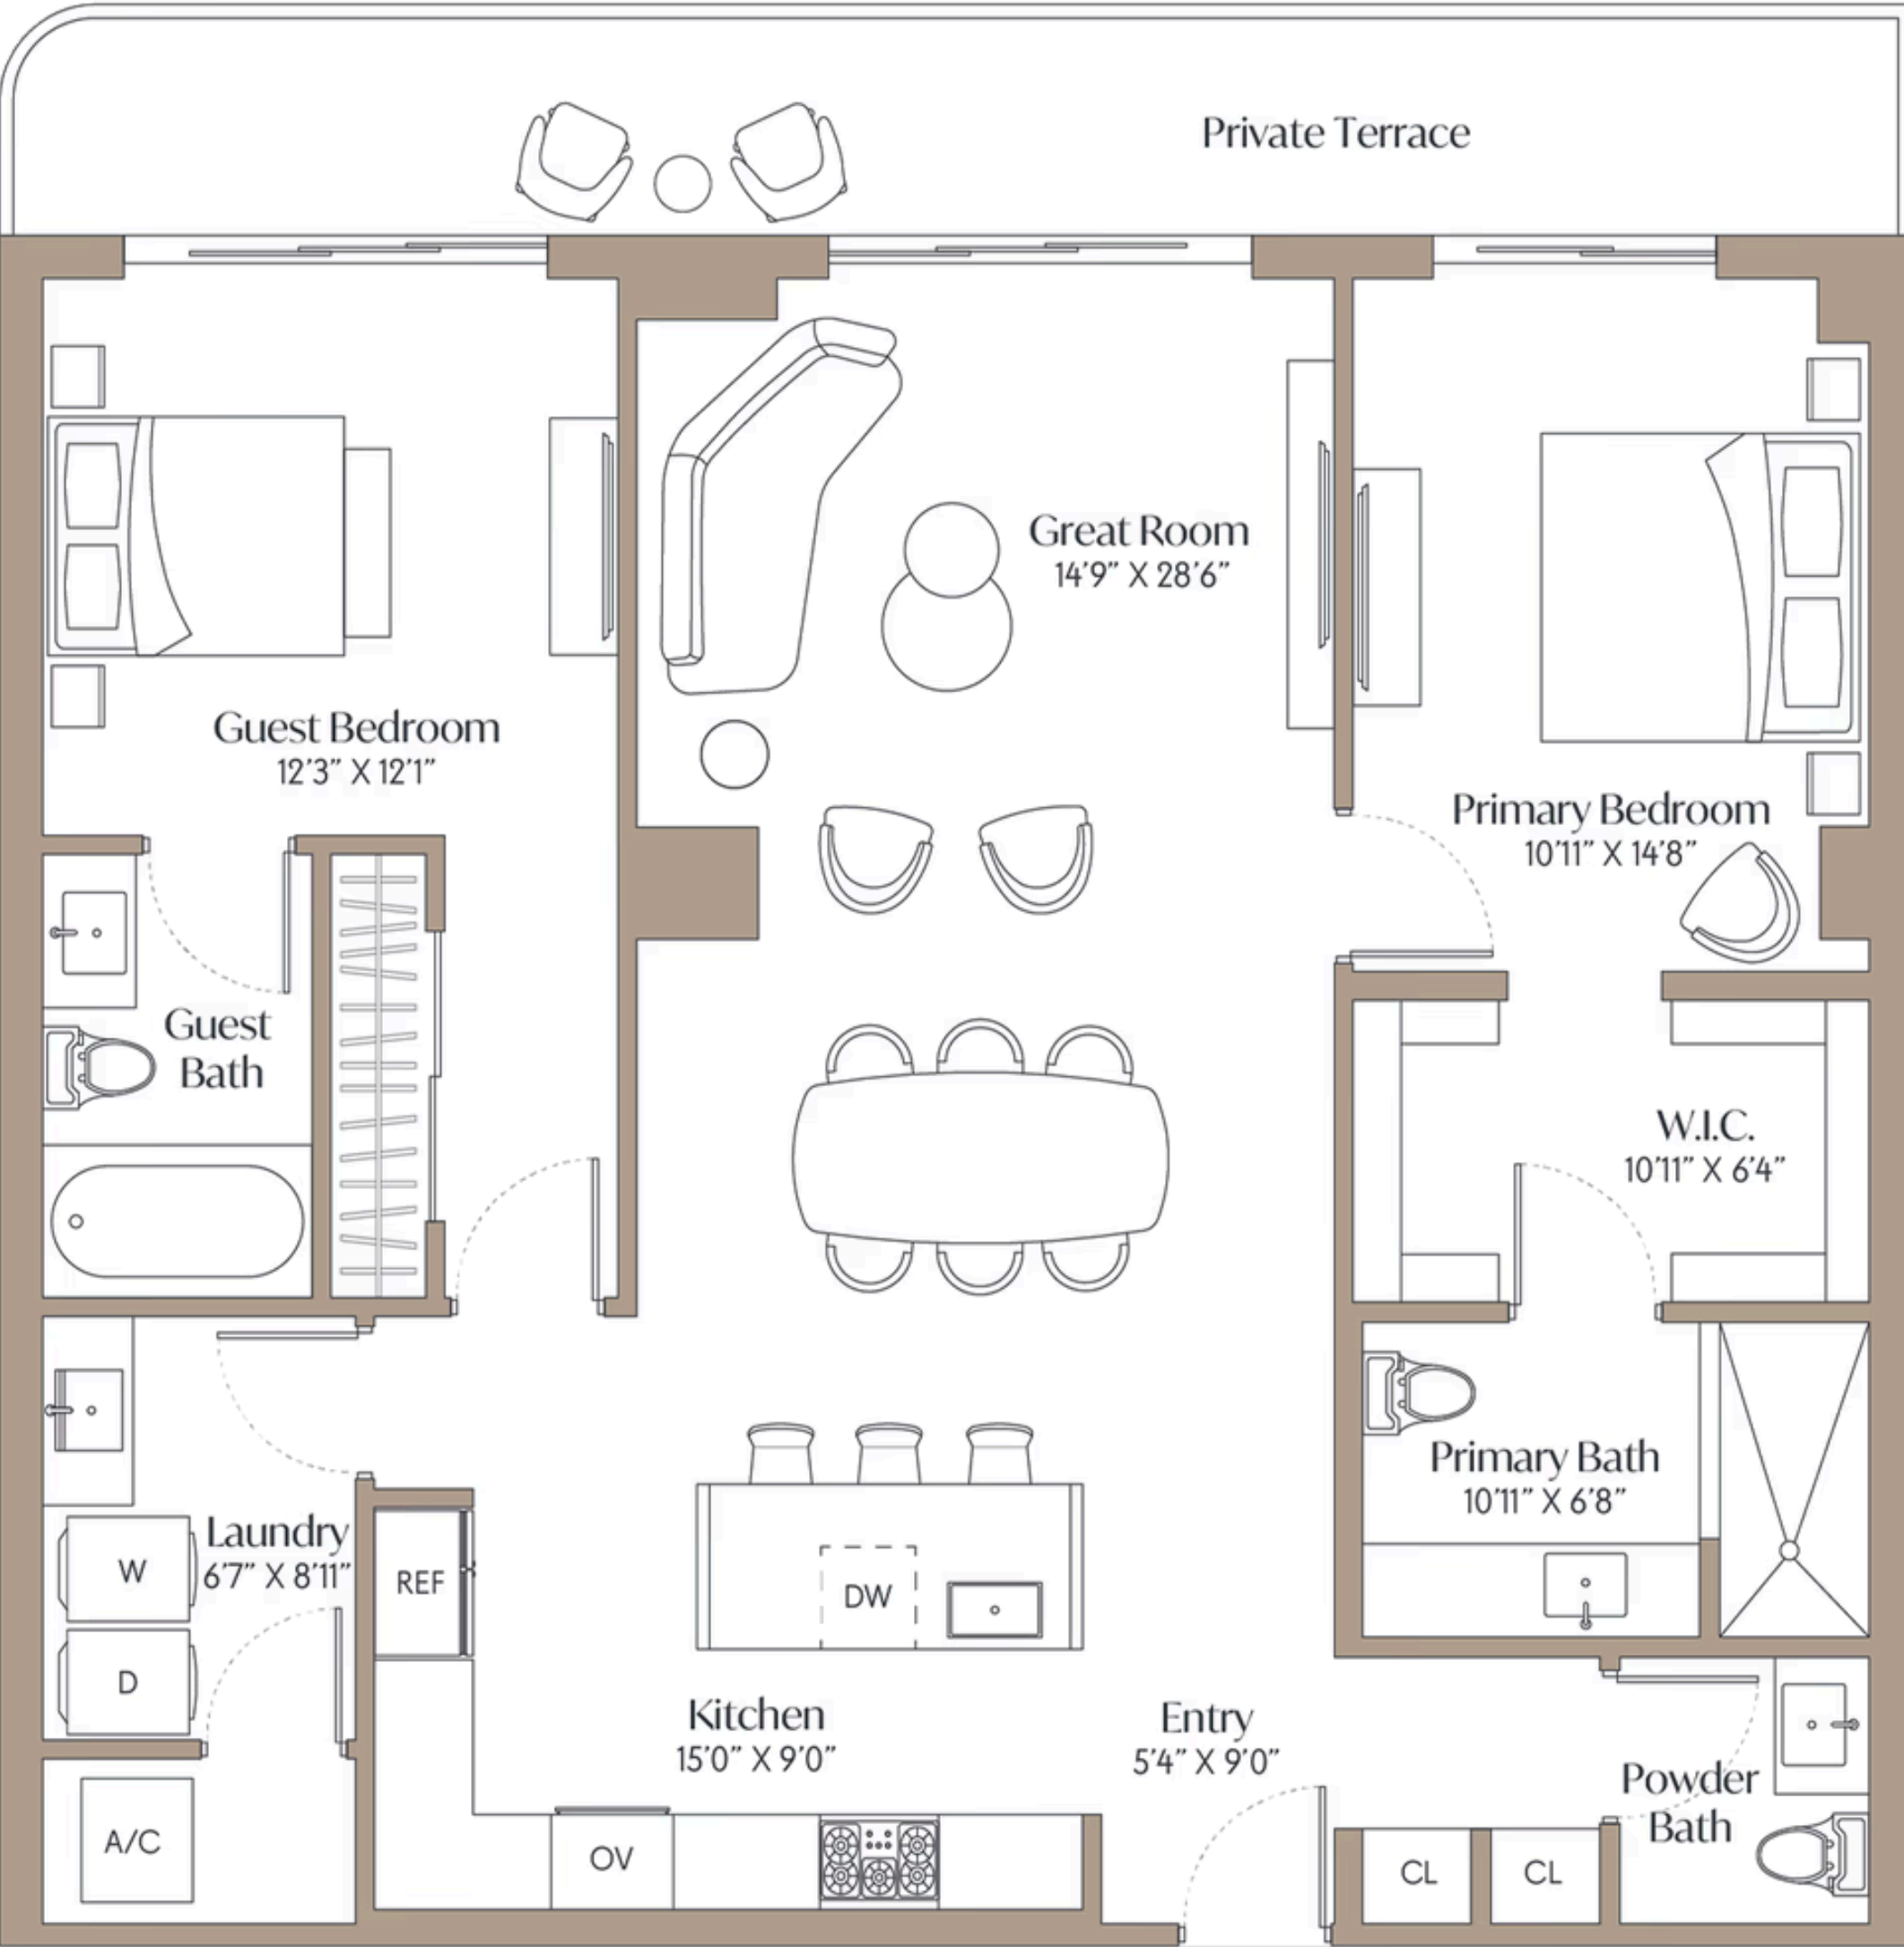 Private Terrace
Great Room
14'9” X 28'6”
Guest Bedroom
12'3” X 12'1”
Primary Bedroom
10'11” X 14'8”
Guest
Bath
W.I.C.
10'11” X 6'4”
Primary Bath
10'11” X 6'8”
Laundry
6'7” X 8'11”
W
D
REF
DW
Kitchen
15'0” X 9'0”
Entry
5'4” X 9'0”
Powder
Bath
A/C
OV
CL
CL